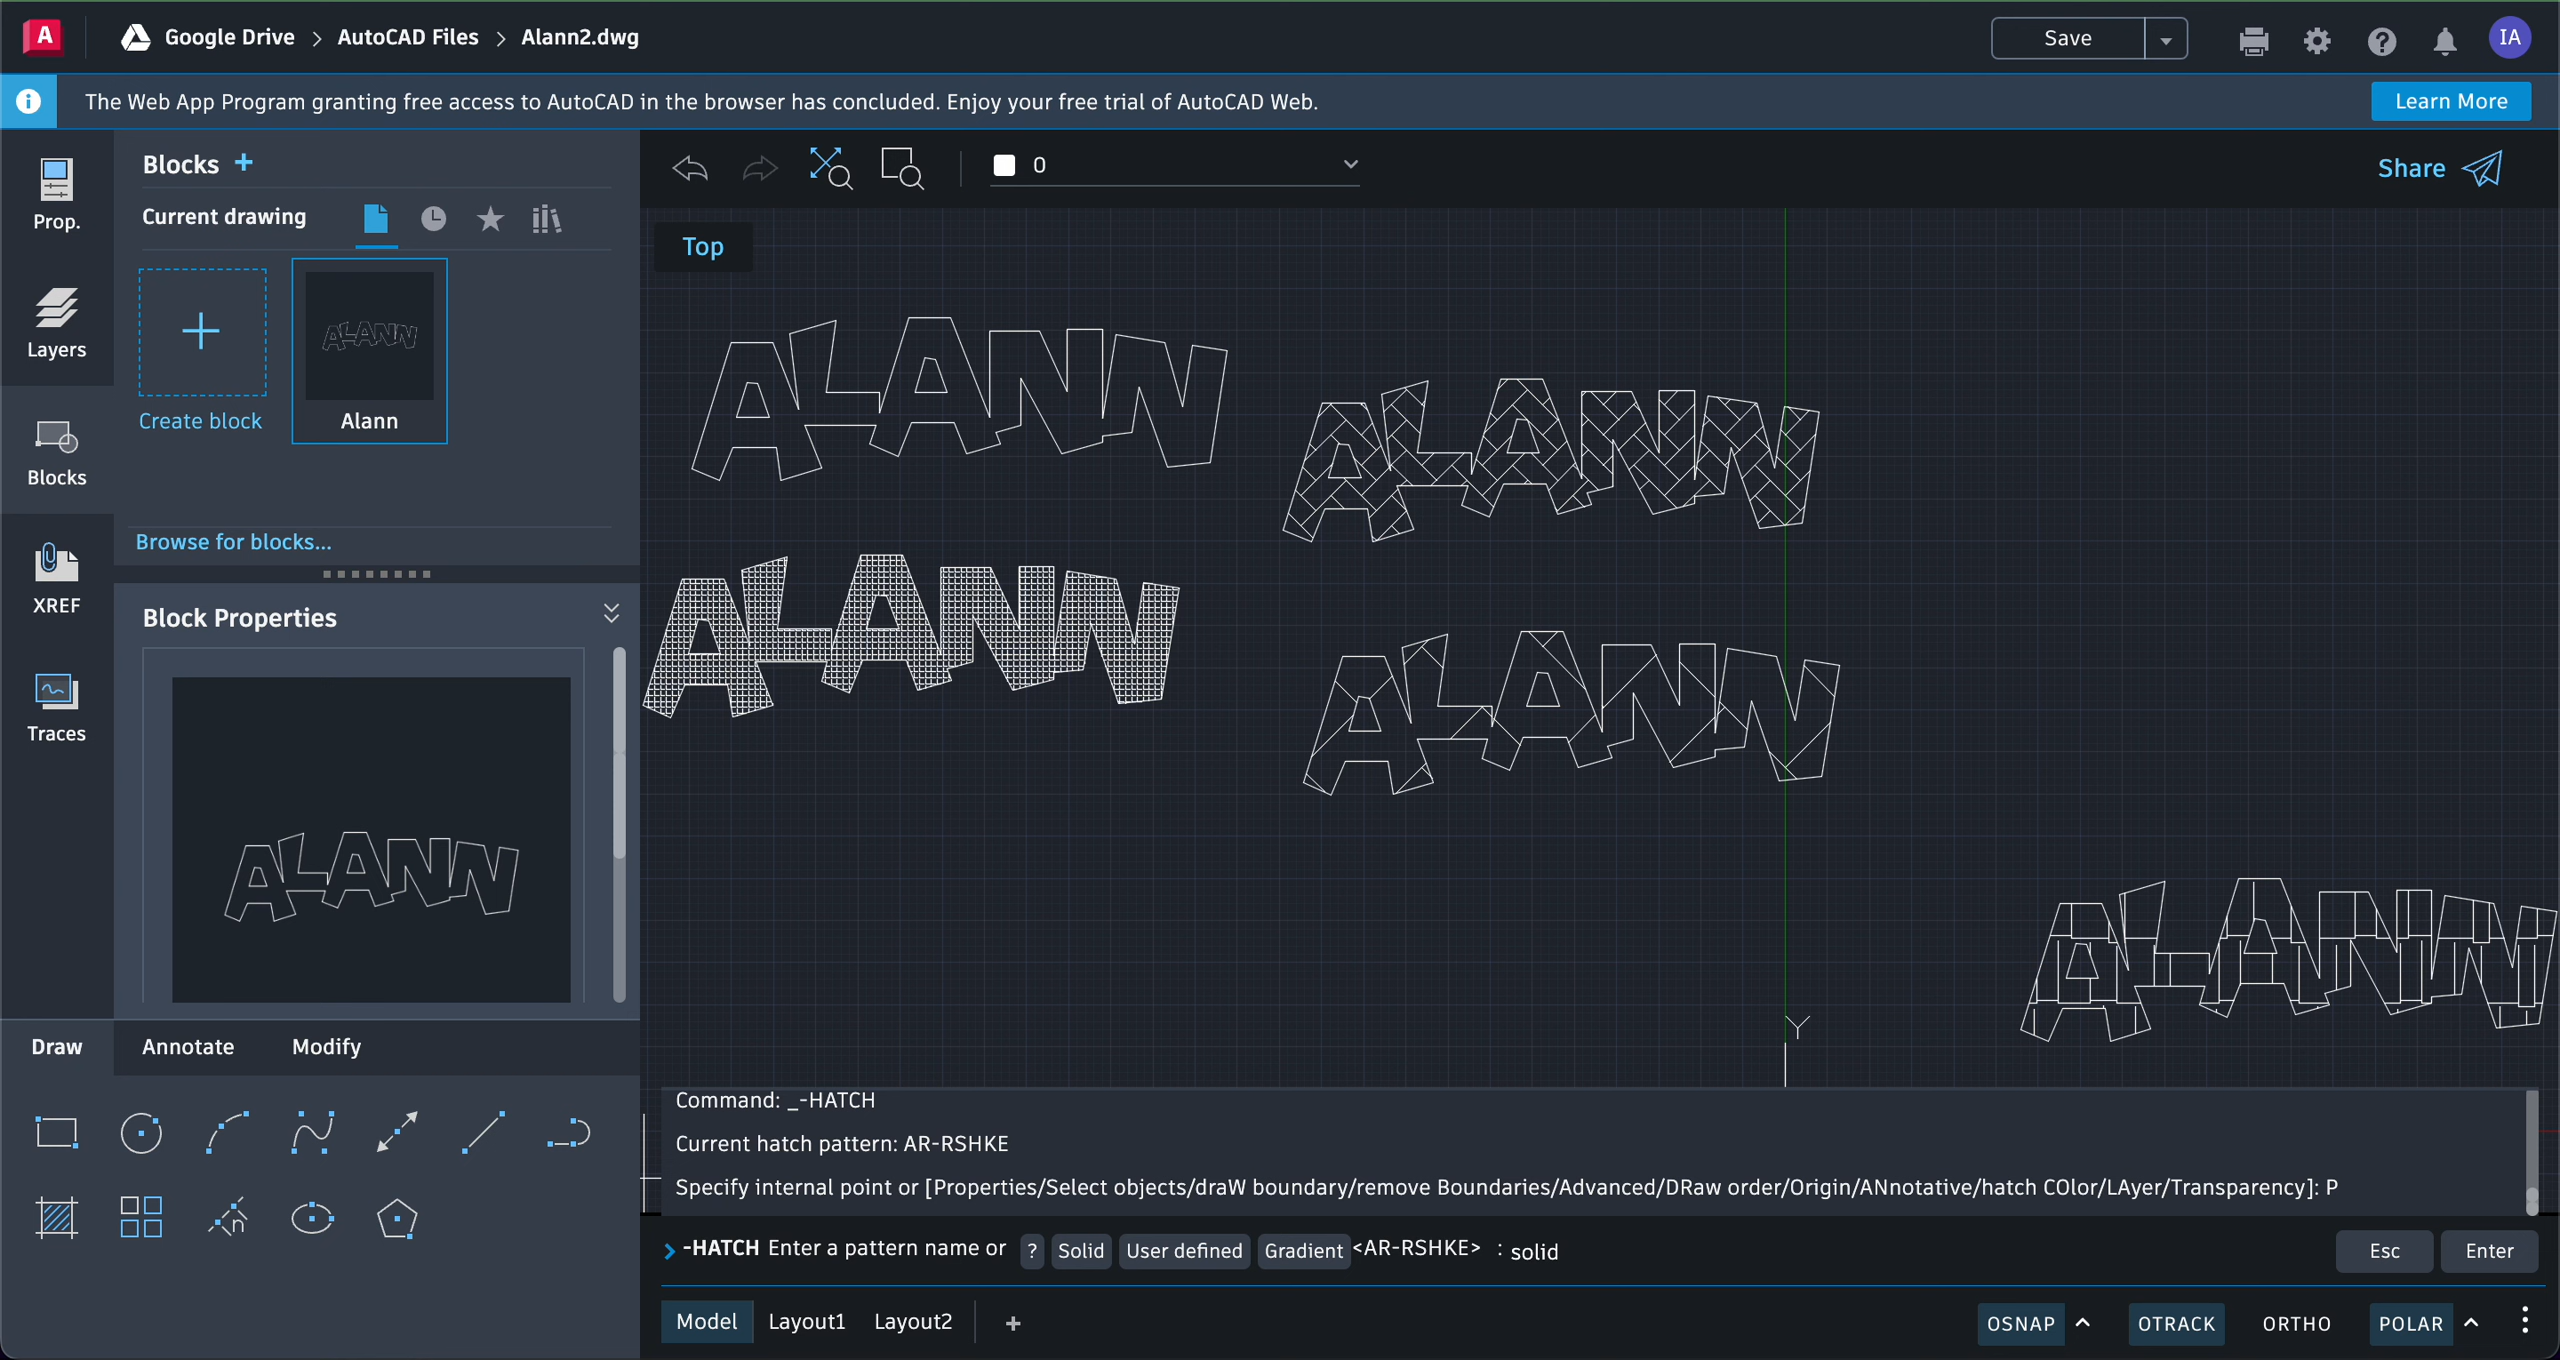 A
Google Drive > AutoCAD Files > Alann2.dwg
Save
IA
The Web App Program granting free access to AutoCAD in the browser has concluded. Enjoy your free trial of AutoCAD Web.
Learn More
Prop.
Layers
Blocks
XREF
Traces
Blocks +
Current drawing
Create block
ALANN
Alann
Browse for blocks...
Block Properties
ALANN
0
Share
Top
ALANN
ALANN
ALANN
ALANN
ALANN
Y
Draw
Annotate
Modify
Command: _-HATCH
Current hatch pattern: AR-RSHKE
Specify internal point or [Properties/Select objects/draW boundary/remove Boundaries/Advanced/DRaw order/Origin/ANnotative/hatch COlor/LAyer/Transparency]: P
-HATCH Enter a pattern name or ? Solid User defined Gradient <AR-RSHKE> : solid
Esc
Enter
Model
Layout1
Layout2
+
OSNAP
OTRACK
ORTHO
POLAR